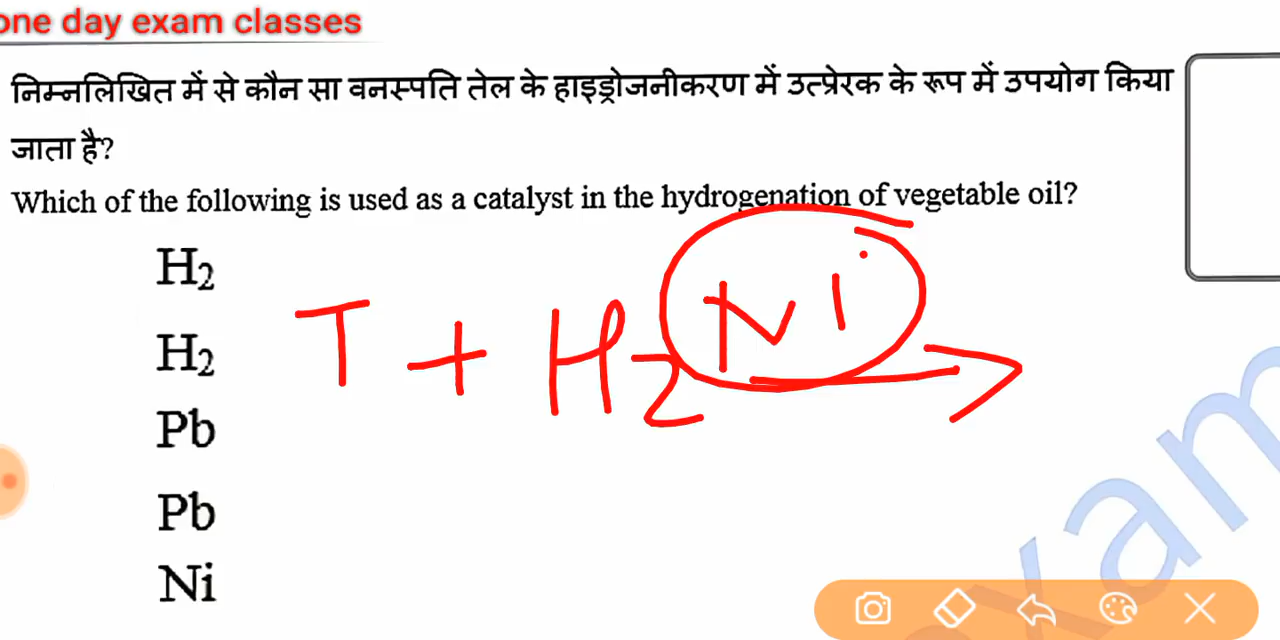 one day exam classes
निम्नलिखित में से कौन सा वनस्पति तेल के हाइड्रोजनीकरण में उत्प्रेरक के रूप में उपयोग किया
जाता है?
Which of the following is used as a catalyst in the hydrogenation of vegetable oil?
H₂
T + H₂ Ni →
H₂
Pb
Pb
Ni
exam